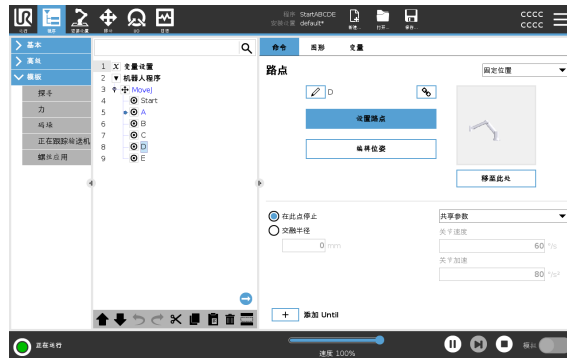 程序 StartABCDE
安装设置 default*
新建...
打开...
保存...
CCCC
CCCC
运行
程序
安装设置
移动
I/O
日志
基本
高级
模板
探寻
力
码垛
正在跟踪输送机
螺丝应用
1 X 变量设置
2 机器人程序
3 MoveJ
4 Start
5 A
6 B
7 C
8 D
9 E
命令
图形
变量
路点
固定位置
D
设置路点
编辑位姿
移至此处
在此点停止
交融半径
0 mm
共享参数
关节速度
60 °/s
关节加速
80 °/s²
+ 添加 Until
正在运行
速度 100%
模拟